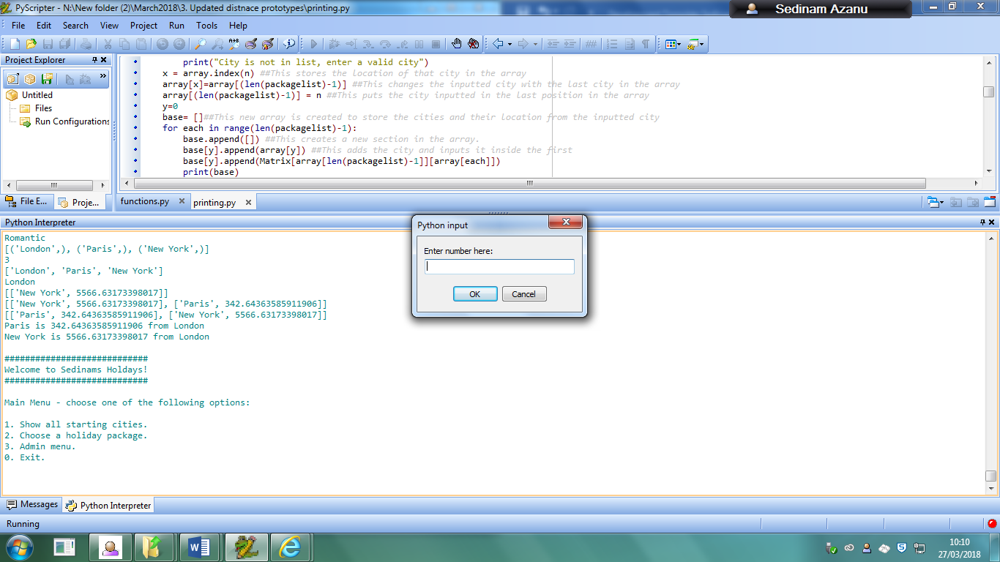 PyScripter - N:\New folder (2)\March2018\3. Updated distnace prototypes\printing.py
Sedinam Azanu
File Edit Search View Project Run Tools Help
Project Explorer
Untitled
Files
Run Configurations
File E... Proje...
print("City is not in list, enter a valid city")
x = array.index(n) ##This stores the location of that city in the array
array[x]=array[(len(packagelist)-1)] ##This changes the inputted city with the last city in the array
array[(len(packagelist)-1)] = n ##This puts the city inputted in the last position in the array
y=0
base= []##This new array is created to store the cities and their location from the inputted city
for each in range(len(packagelist)-1):
base.append([]) ##This creates a new section in the array.
base[y].append(array[y]) ##This adds the city and inputs it inside the first
base[y].append(Matrix[array[len(packagelist)-1]][array[each]])
print(base)
functions.py printing.py
Python Interpreter
Romantic
[('London',), ('Paris',), ('New York',)]
3
['London', 'Paris', 'New York']
London
[['New York', 5566.63173398017]]
[['New York', 5566.63173398017], ['Paris', 342.64363585911906]]
[['Paris', 342.64363585911906], ['New York', 5566.63173398017]]
Paris is 342.64363585911906 from London
New York is 5566.63173398017 from London
############################
Welcome to Sedinams Holdays!
############################
Main Menu - choose one of the following options:
1. Show all starting cities.
2. Choose a holiday package.
3. Admin menu.
0. Exit.
Python input
Enter number here:
OK Cancel
Messages Python Interpreter
Running
10:10
27/03/2018